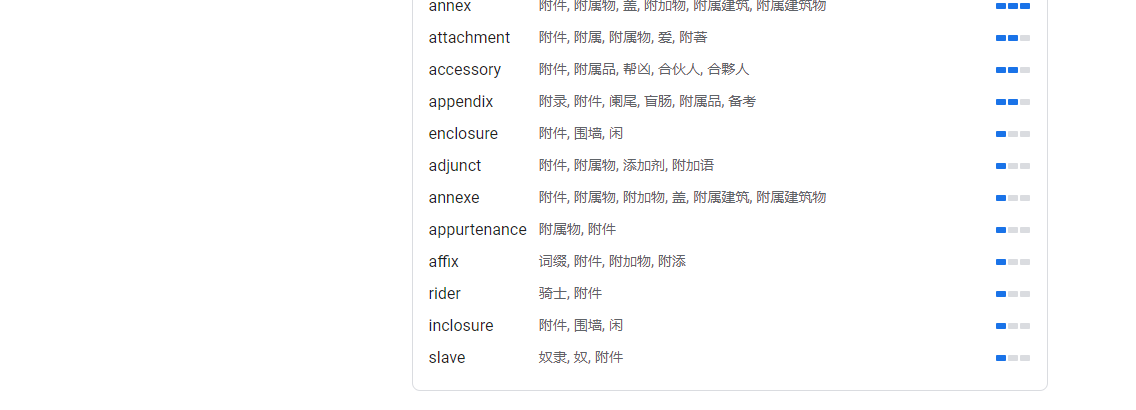 annex 附件, 附属物, 盖, 附加物, 附属建筑, 附属建筑物
attachment 附件, 附属, 附属物, 爱, 附著
accessory 附件, 附属品, 帮凶, 合伙人, 合夥人
appendix 附录, 附件, 阑尾, 盲肠, 附属品, 备考
enclosure 附件, 围墙, 闲
adjunct 附件, 附属物, 添加剂, 附加语
annexe 附件, 附属物, 附加物, 盖, 附属建筑, 附属建筑物
appurtenance 附属物, 附件
affix 词缀, 附件, 附加物, 附添
rider 骑士, 附件
inclosure 附件, 围墙, 闲
slave 奴隶, 奴, 附件